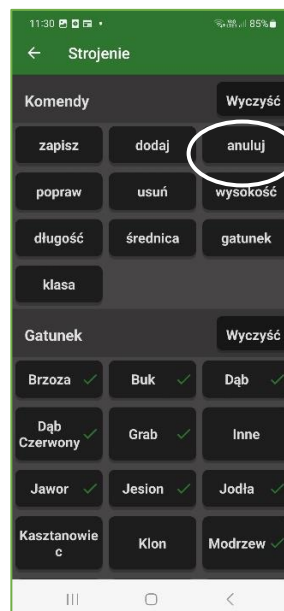 11:30 85%
Strojenie
Komendy Wyczyść
zapisz dodaj anuluj
popraw usuń wysokość
długość średnica gatunek
klasa
Gatunek Wyczyść
Brzoza Buk Dąb
Dąb
Czerwony Grab Inne
Jawor Jesion Jodła
Kasztanowie
c Klon Modrzew